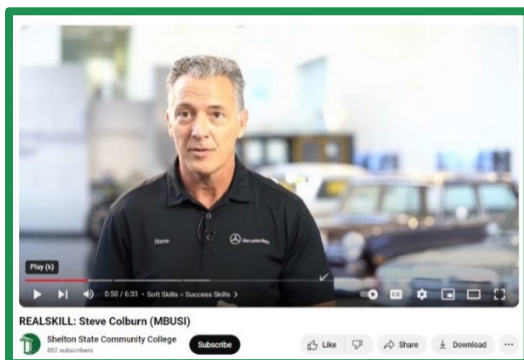 Steve
Mercedes-Benz
Play (k)
0:50 / 6:33 • Soft Skills - Success Skills >
CC
REALSKILL: Steve Colburn (MBUSI)
Shelton State Community College
882 subscribers
Subscribe
Like
Share
Download